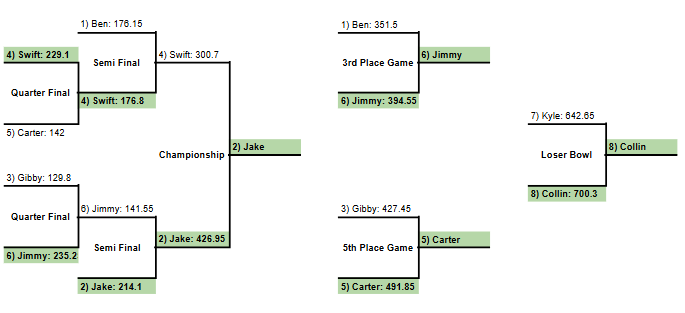 1) Ben: 176.15
4) Swift: 229.1
Semi Final
4) Swift: 300.7
Quarter Final
4) Swift: 176.8
5) Carter: 142
Championship
2) Jake
3) Gibby: 129.8
6) Jimmy: 141.55
Quarter Final
2) Jake: 426.95
Semi Final
6) Jimmy: 235.2
2) Jake: 214.1
1) Ben: 351.5
6) Jimmy
3rd Place Game
6) Jimmy: 394.55
3) Gibby: 427.45
5) Carter
5th Place Game
5) Carter: 491.85
7) Kyle: 642.65
8) Collin
Loser Bowl
8) Collin: 700.3